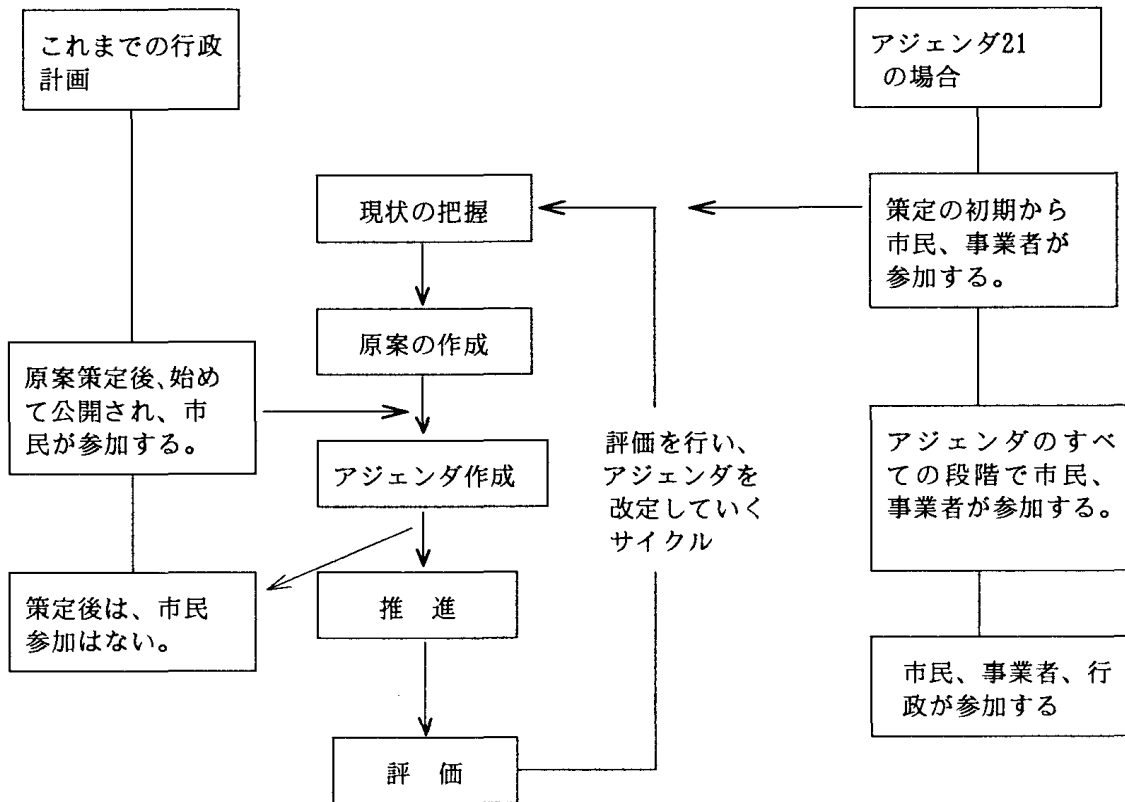 これまでの行政
計画
アジェンダ21
の場合
現状の把握
策定の初期から
市民、事業者が
参加する。
原案の作成
原案策定後、始め
て公開され、市
民が参加する。
アジェンダ作成
評価を行い、
アジェンダを
改定していく
サイクル
アジェンダのすべ
ての段階で市民、
事業者が参加する。
策定後は、市民
参加はない。
推 進
市民、事業者、行
政が参加する
評 価